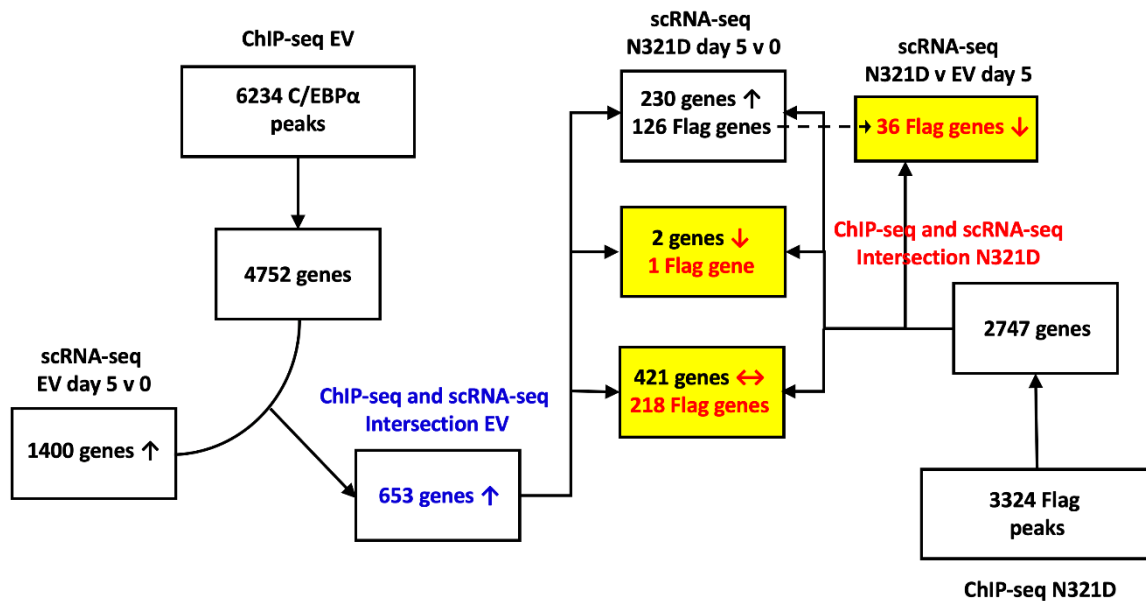 ChIP-seq EV
6234 C/EBPα
peaks
4752 genes
scRNA-seq
EV day 5 v 0
1400 genes ↑
ChIP-seq and scRNA-seq
Intersection EV
653 genes ↑
scRNA-seq
N321D day 5 v 0
230 genes ↑
126 Flag genes
2 genes ↓
1 Flag gene
421 genes ↔
218 Flag genes
scRNA-seq
N321D v EV day 5
36 Flag genes ↓
ChIP-seq and scRNA-seq
Intersection N321D
2747 genes
3324 Flag
peaks
ChIP-seq N321D